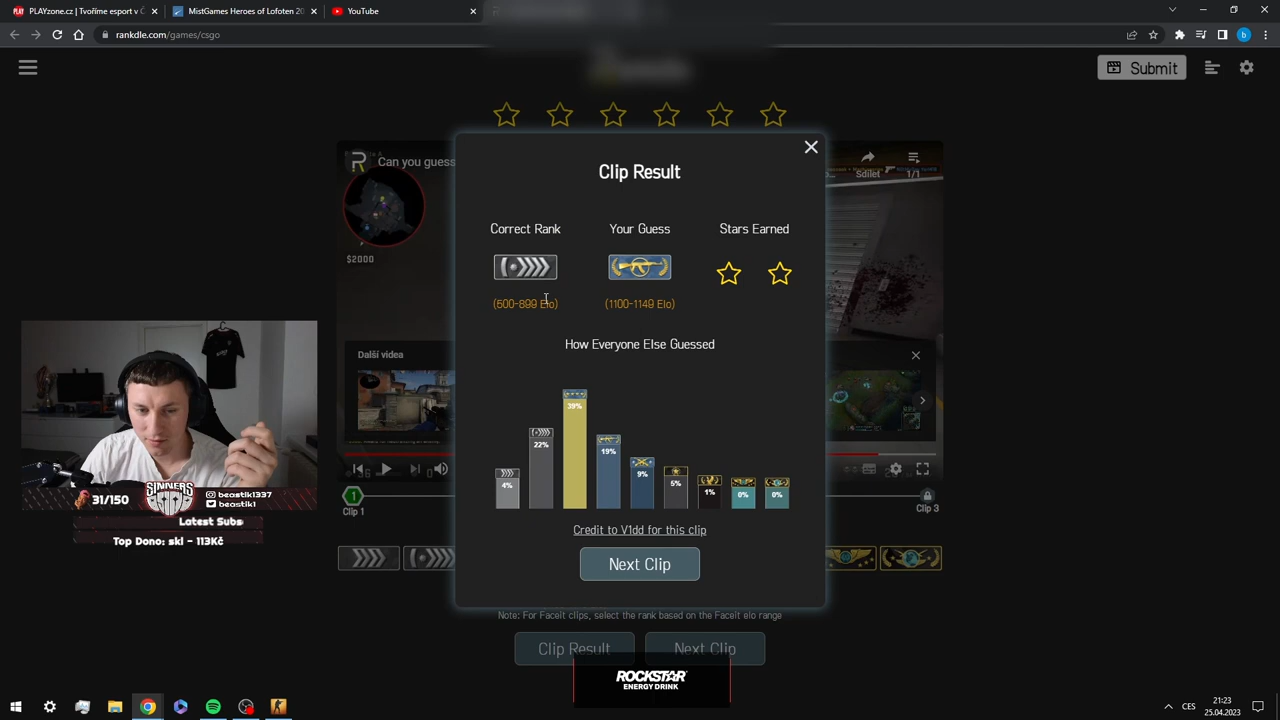 PLAYzone.cz | Tvoříme esport v Č
MistGames Heroes of Lofoten 20
YouTube
rankdle.com/games/csgo
Submit
Can you guess
Sdílet
1/1
$2000
Clip Result
Correct Rank
Your Guess
Stars Earned
(500-899 Elo)
(1100-1149 Elo)
How Everyone Else Guessed
Další videa
39%
22%
19%
9%
5%
4%
1%
0%
0%
Clip 1
Clip 3
31/150
SINNERS
beastik1337
beastik1
Latest Subs
Top Dono: skl - 113Kč
Credit to V1dd for this clip
Next Clip
Note: For Faceit clips, select the rank based on the Faceit elo range
Clip Result
Next Clip
ROCKSTAR
ENERGY DRINK
CES
21:23
25.04.2023